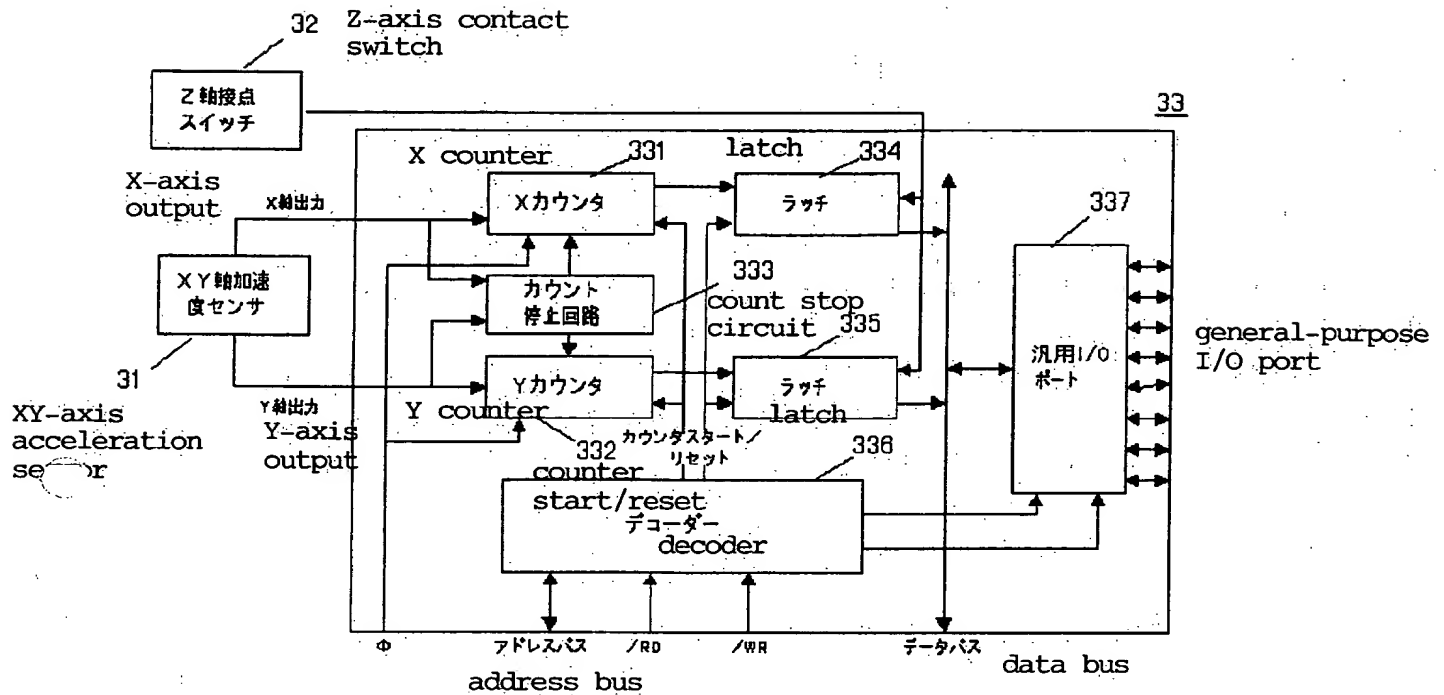 32 Z-axis contact
switch
Z軸接点
スイッチ
33
X counter
331
latch
334
X-axis
output
X軸出力
Xカウンタ
ラッチ
337
XY軸加速
度センサ
カウント
停止回路
333
count stop
circuit
335
汎用I/O
ポート
general-purpose
I/O port
31
XY-axis
acceleration
Y軸出力
Y-axis
output
Yカウンタ
Y counter
332
ラッチ
latch
カウンタスタート/
リセット
336
counter
start/reset
デコーダー
decoder
Φ
アドレスバス
/RD
/WR
データバス
address bus
data bus